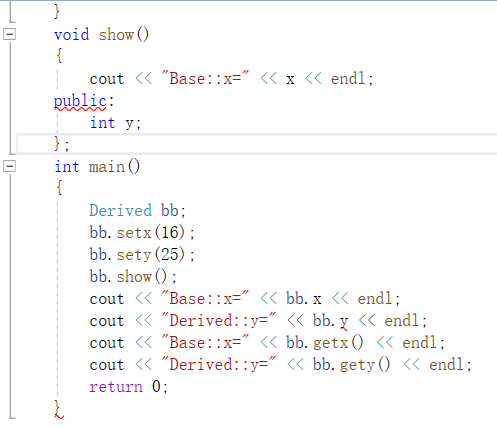 }
void show()
{
cout << "Base::x=" << x << endl;
public:
int y;
};
int main()
{
Derived bb;
bb.setx(16);
bb.sety(25);
bb.show();
cout << "Base::x=" << bb.x << endl;
cout << "Derived::y=" << bb.y << endl;
cout << "Base::x=" << bb.getx() << endl;
cout << "Derived::y=" << bb.gety() << endl;
return 0;
}